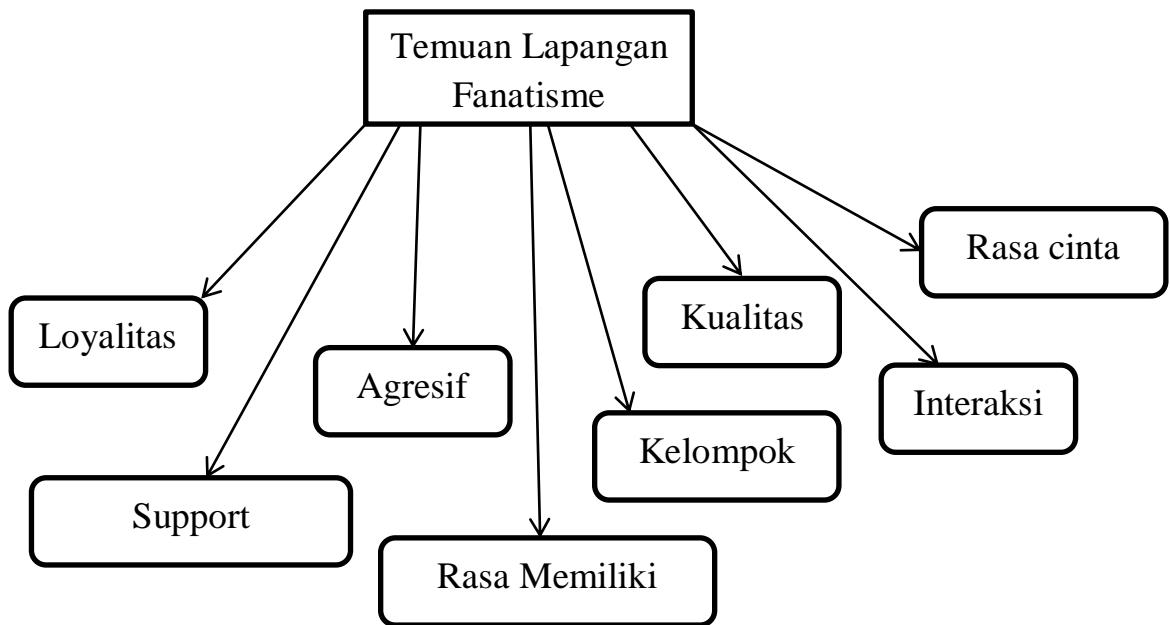 Temuan Lapangan
Fanatisme
Rasa cinta
Kualitas
Loyalitas
Agresif
Interaksi
Kelompok
Support
Rasa Memiliki